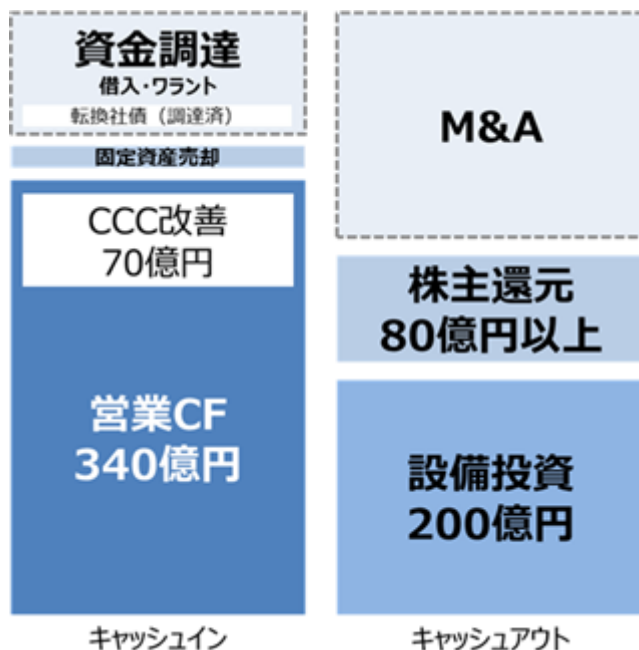 資金調達
借入・ワラント
転換社債（調達済）
固定資産売却
CCC改善
70億円
営業CF
340億円
キャッシュイン
M&A
株主還元
80億円以上
設備投資
200億円
キャッシュアウト